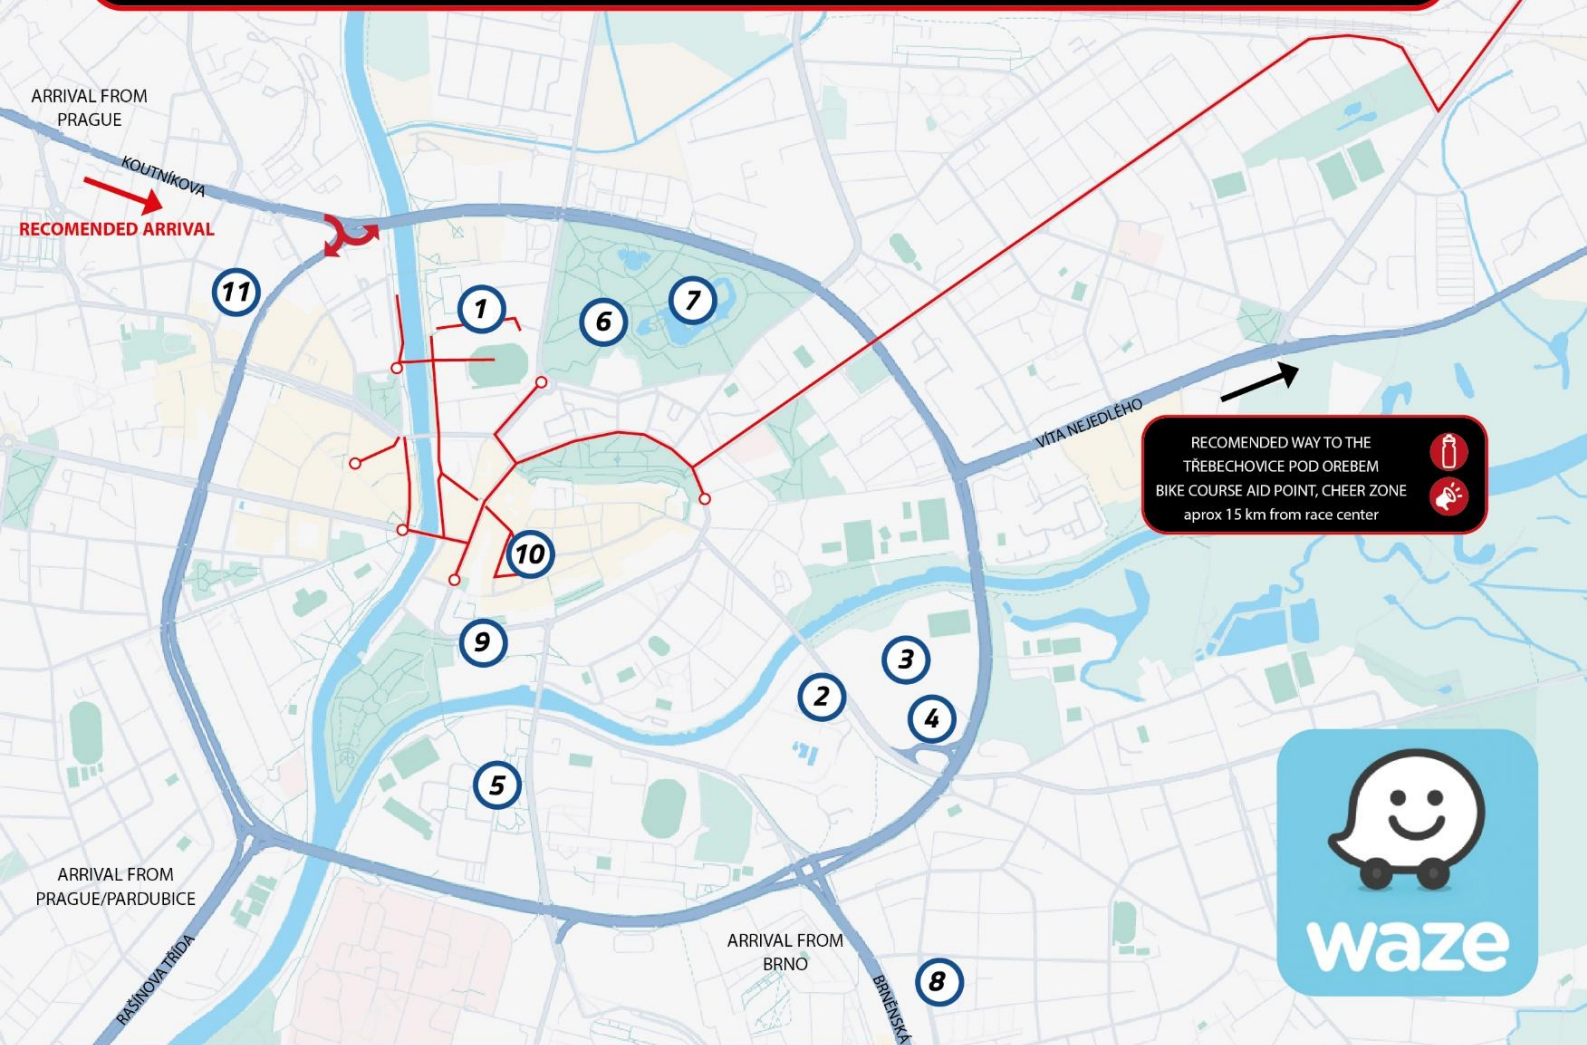 ARRIVAL FROM
PRAGUE
KOUTNÍKOVA
RECOMENDED ARRIVAL
11
1
6
7
VÍTA NEJEDLÉHO
RECOMENDED WAY TO THE
TŘEBECHOVICE POD OREBEM
BIKE COURSE AID POINT, CHEER ZONE
aprox 15 km from race center
10
9
3
2
4
5
ARRIVAL FROM
PRAGUE/PARDUBICE
RAŠÍNOVA TŘÍDA
ARRIVAL FROM
BRNO
BRNĚNSKÁ
8
waze